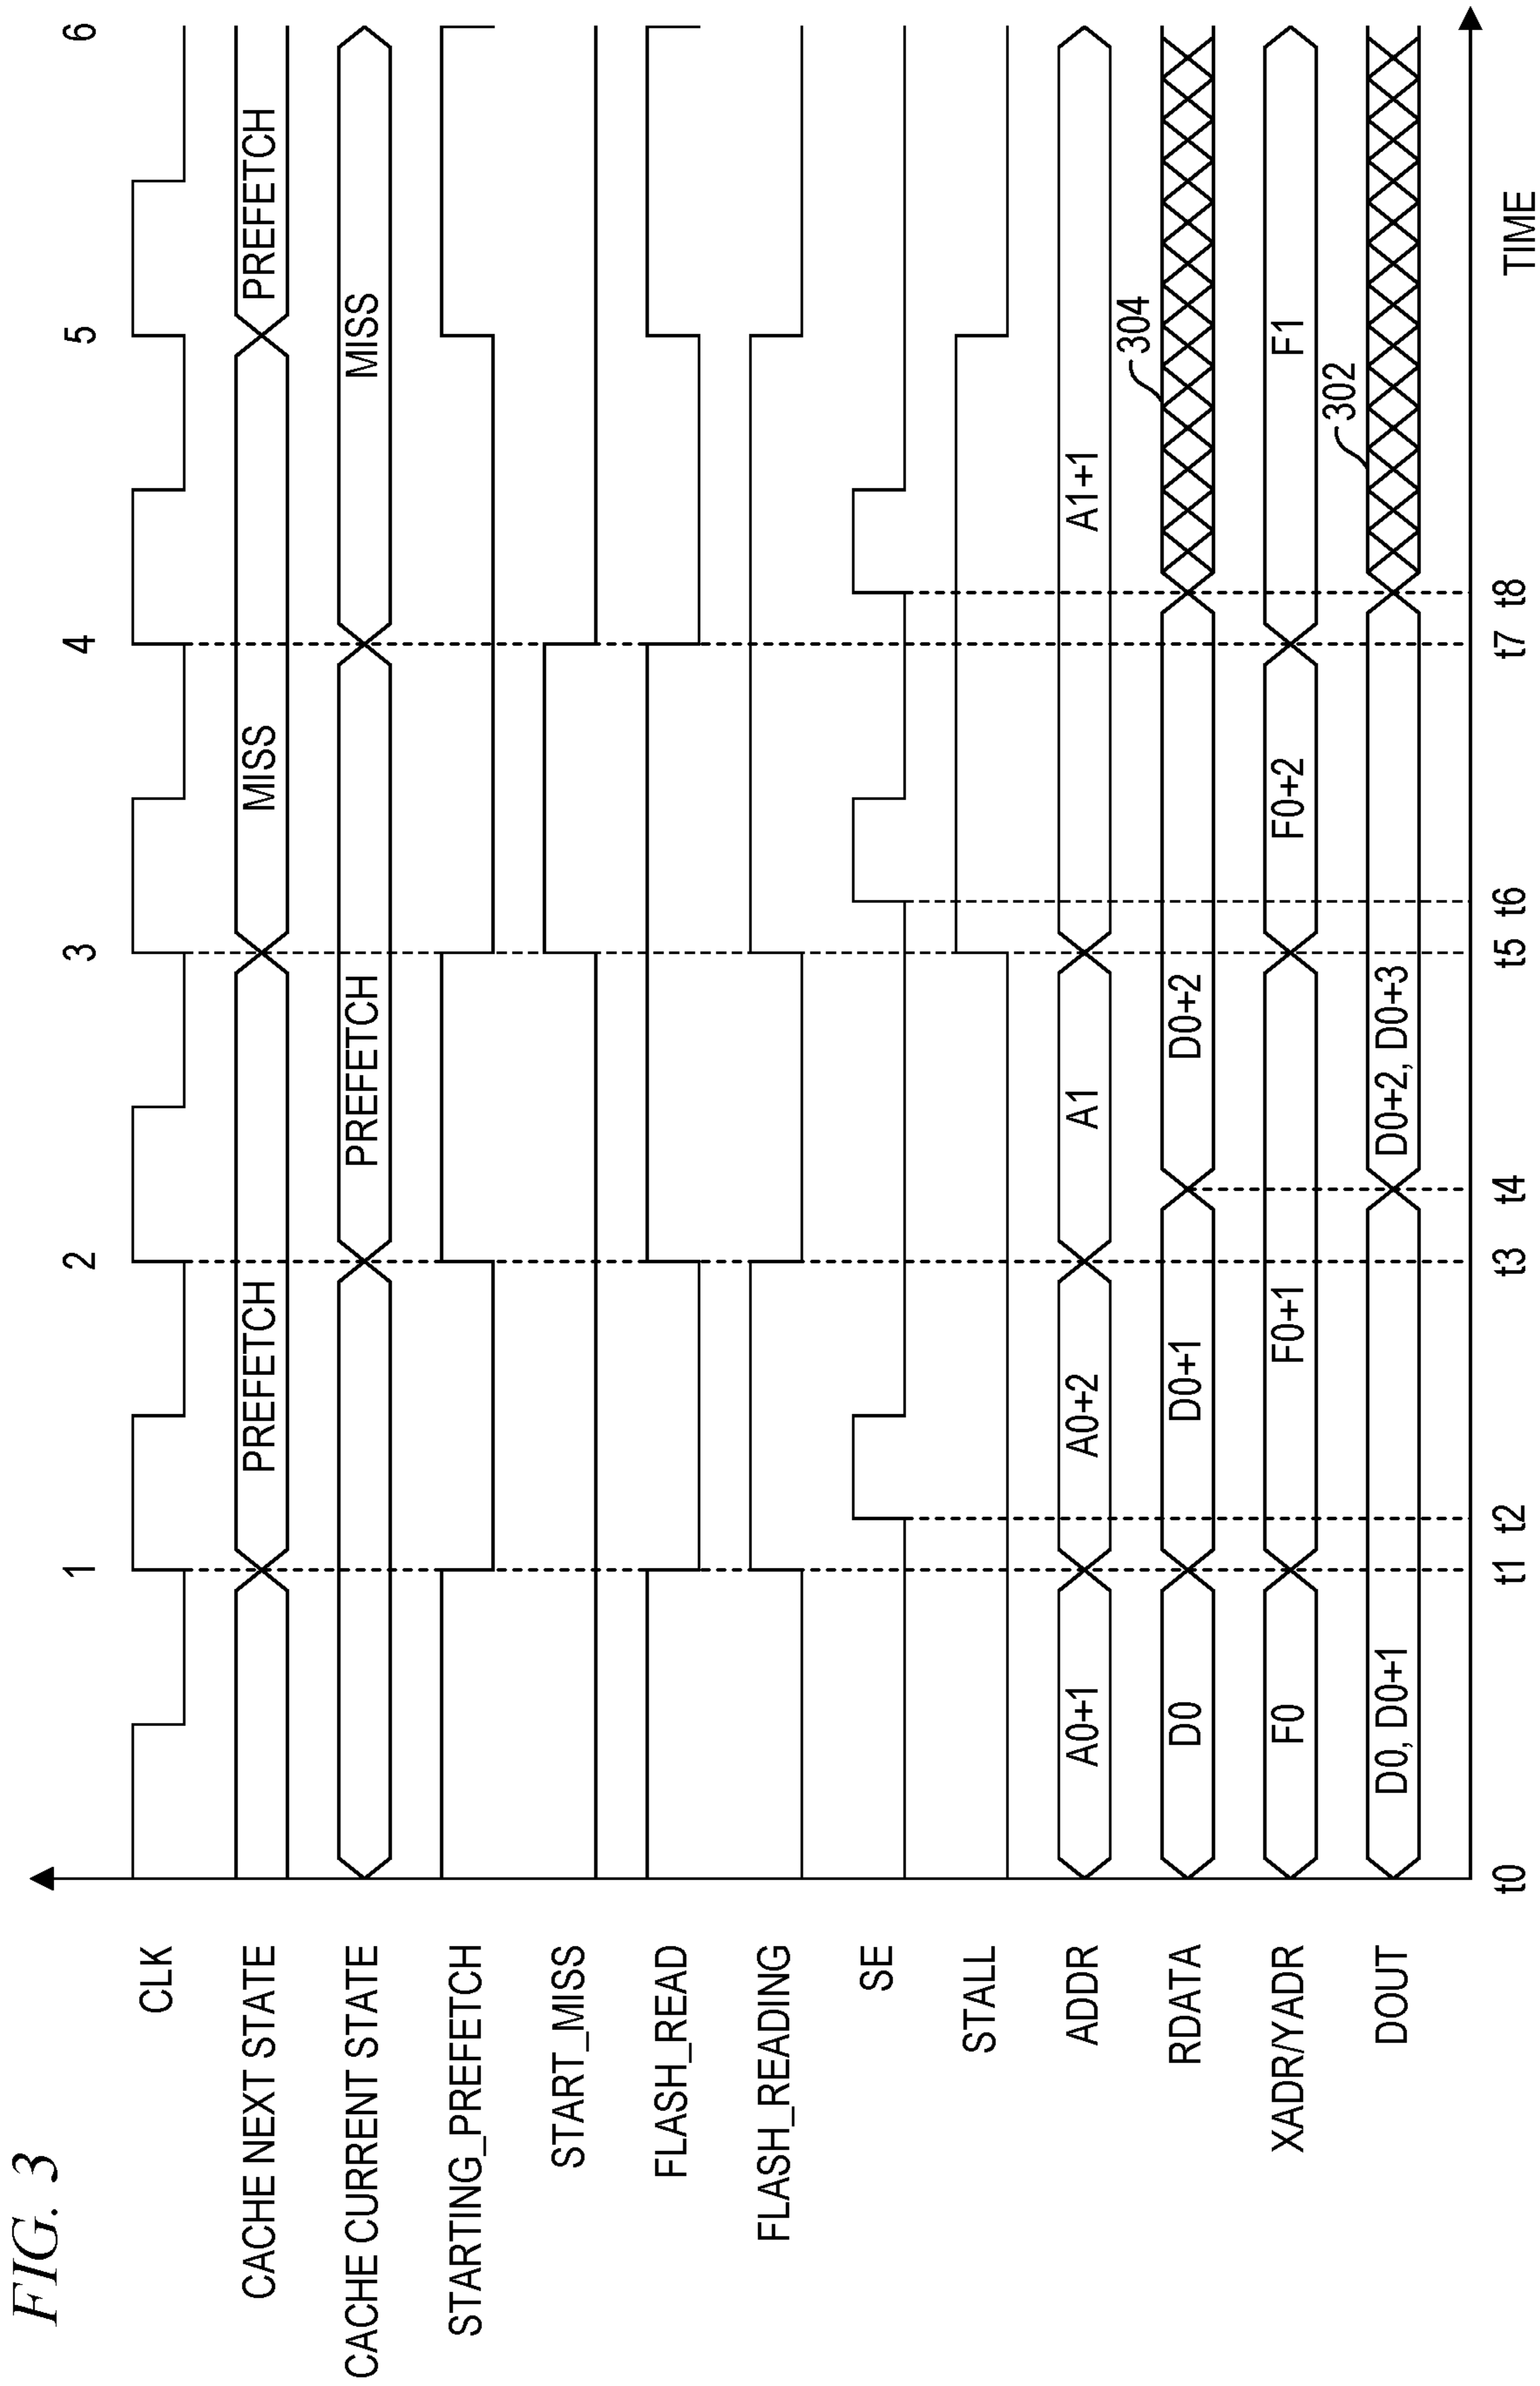 FIG. 3
1 2 3 4 5 6
CLK
CACHE NEXT STATE PREFETCH MISS PREFETCH
CACHE CURRENT STATE PREFETCH MISS
STARTING_PREFETCH
START_MISS
FLASH_READ
FLASH_READING
SE
STALL
ADDR A0+1 A0+2 A1 A1+1
304
RDATA D0 D0+1 D0+2
XADR/YADR F0 F0+1 F0+2 F1
302
DOUT D0, D0+1 D0+2, D0+3
t0 t1 t2 t3 t4 t5 t6 t7 t8
TIME